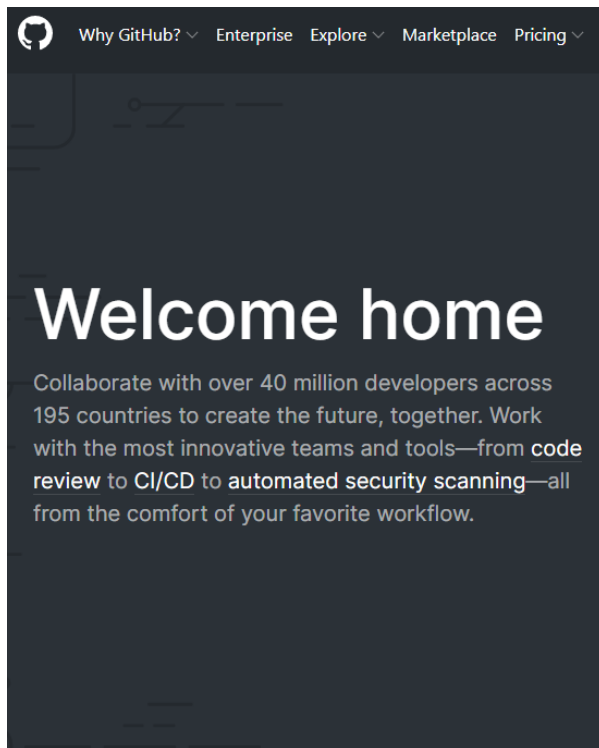 Why GitHub? Enterprise Explore Marketplace Pricing
Welcome home
Collaborate with over 40 million developers across
195 countries to create the future, together. Work
with the most innovative teams and tools—from code
review to CI/CD to automated security scanning—all
from the comfort of your favorite workflow.